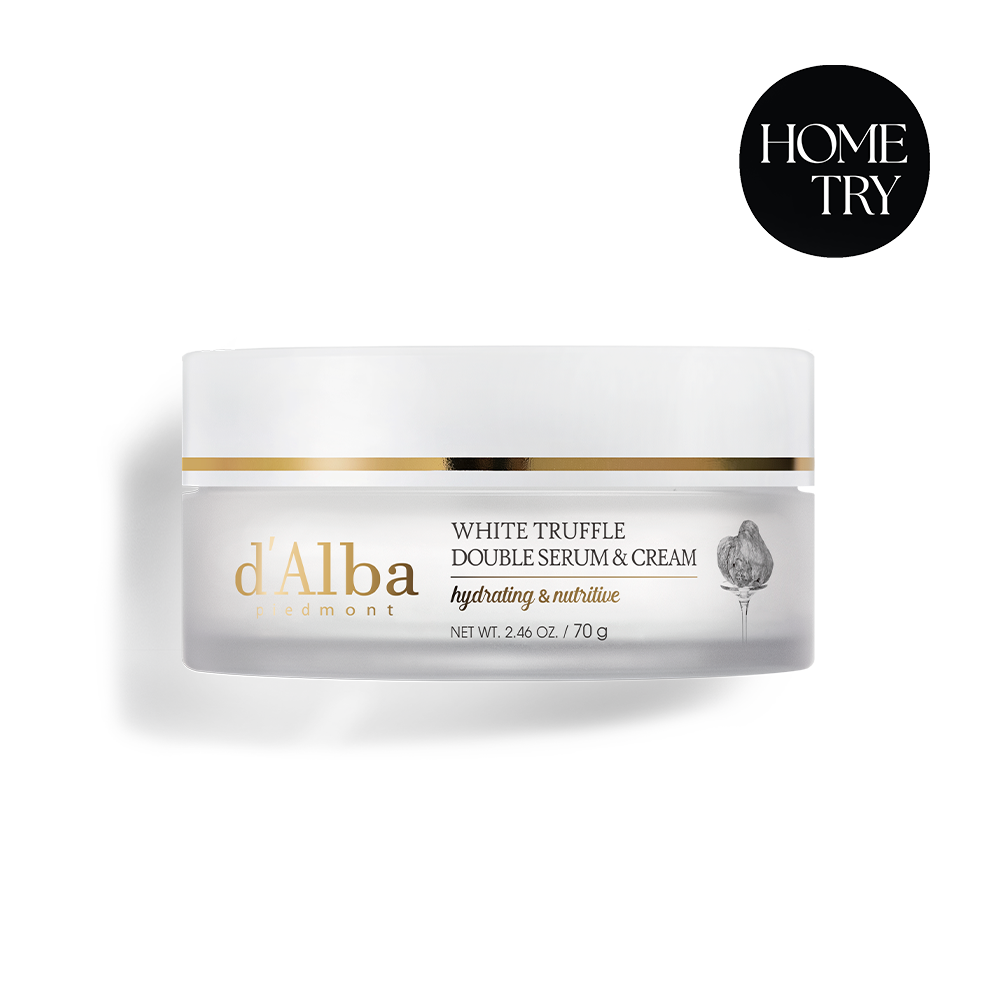 HOME
TRY
d'Alba
piedmont
WHITE TRUFFLE
DOUBLE SERUM & CREAM
hydrating & nutritive
NET WT. 2.46 OZ. / 70 g